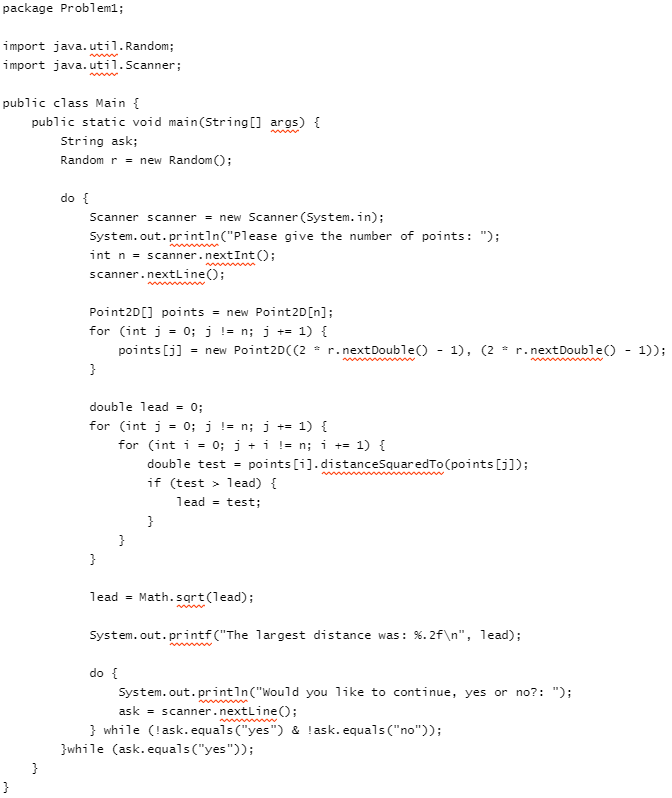 package Problem1;

import java.util.Random;
import java.util.Scanner;

public class Main {
    public static void main(String[] args) {
        String ask;
        Random r = new Random();

        do {
            Scanner scanner = new Scanner(System.in);
            System.out.println("Please give the number of points: ");
            int n = scanner.nextInt();
            scanner.nextLine();

            Point2D[] points = new Point2D[n];
            for (int j = 0; j != n; j += 1) {
                points[j] = new Point2D((2 * r.nextDouble() - 1), (2 * r.nextDouble() - 1));
            }

            double lead = 0;
            for (int j = 0; j != n; j += 1) {
                for (int i = 0; j + i != n; i += 1) {
                    double test = points[i].distanceSquaredTo(points[j]);
                    if (test > lead) {
                        lead = test;
                    }
                }
            }

            lead = Math.sqrt(lead);

            System.out.printf("The largest distance was: %.2f\n", lead);

            do {
                System.out.println("Would you like to continue, yes or no?: ");
                ask = scanner.nextLine();
            } while (!ask.equals("yes") & !ask.equals("no"));
        }while (ask.equals("yes"));
    }
}